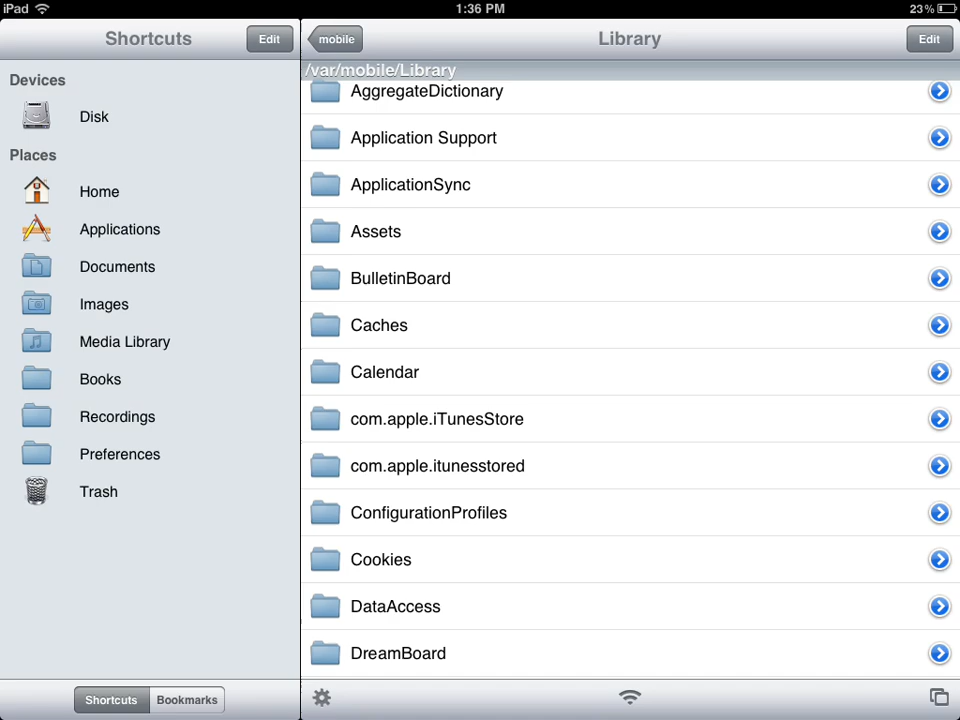 iPad
1:36 PM
23%
Shortcuts
Edit
Devices
Disk
Places
Home
Applications
Documents
Images
Media Library
Books
Recordings
Preferences
Trash
Shortcuts
Bookmarks
mobile
Library
Edit
/var/mobile/Library
AggregateDictionary
Application Support
ApplicationSync
Assets
BulletinBoard
Caches
Calendar
com.apple.iTunesStore
com.apple.itunesstored
ConfigurationProfiles
Cookies
DataAccess
DreamBoard